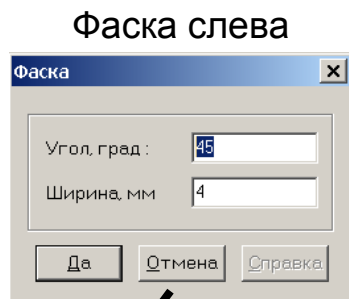 Фаска слева
Фаска
Угол, град :
45
Ширина, мм
4
Да Отмена Справка